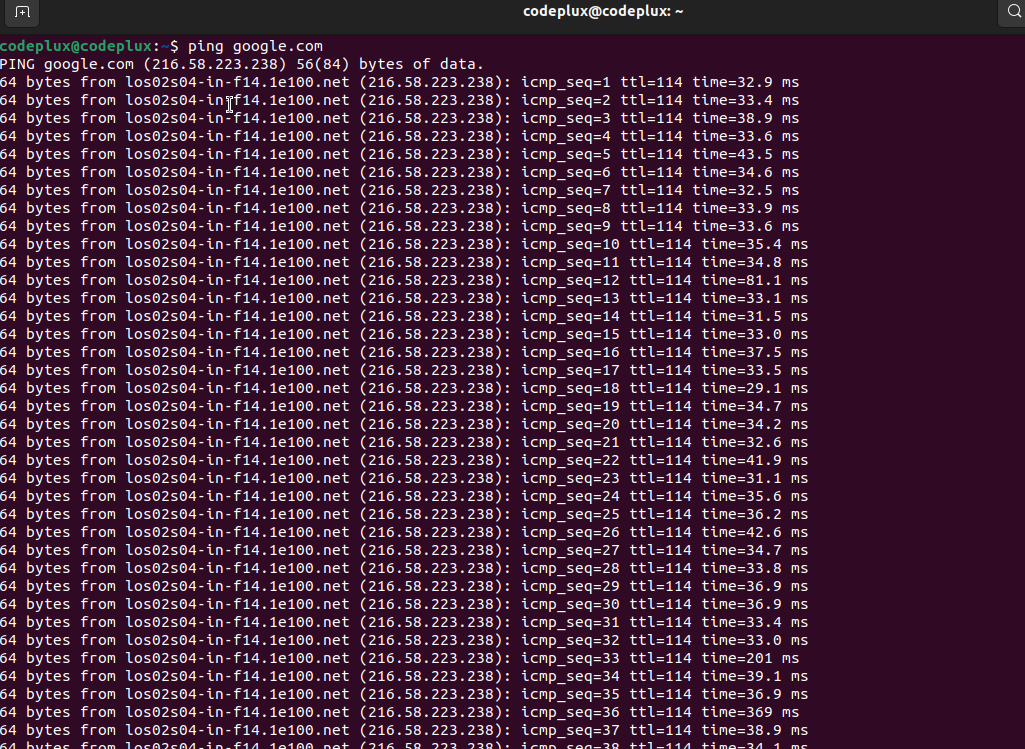 codeplux@codeplux: ~
codeplux@codeplux:~$ ping google.com
PING google.com (216.58.223.238) 56(84) bytes of data.
64 bytes from los02s04-in-f14.1e100.net (216.58.223.238): icmp_seq=1 ttl=114 time=32.9 ms
64 bytes from los02s04-in-f14.1e100.net (216.58.223.238): icmp_seq=2 ttl=114 time=33.4 ms
64 bytes from los02s04-in-f14.1e100.net (216.58.223.238): icmp_seq=3 ttl=114 time=38.9 ms
64 bytes from los02s04-in-f14.1e100.net (216.58.223.238): icmp_seq=4 ttl=114 time=33.6 ms
64 bytes from los02s04-in-f14.1e100.net (216.58.223.238): icmp_seq=5 ttl=114 time=43.5 ms
64 bytes from los02s04-in-f14.1e100.net (216.58.223.238): icmp_seq=6 ttl=114 time=34.6 ms
64 bytes from los02s04-in-f14.1e100.net (216.58.223.238): icmp_seq=7 ttl=114 time=32.5 ms
64 bytes from los02s04-in-f14.1e100.net (216.58.223.238): icmp_seq=8 ttl=114 time=33.9 ms
64 bytes from los02s04-in-f14.1e100.net (216.58.223.238): icmp_seq=9 ttl=114 time=33.6 ms
64 bytes from los02s04-in-f14.1e100.net (216.58.223.238): icmp_seq=10 ttl=114 time=35.4 ms
64 bytes from los02s04-in-f14.1e100.net (216.58.223.238): icmp_seq=11 ttl=114 time=34.8 ms
64 bytes from los02s04-in-f14.1e100.net (216.58.223.238): icmp_seq=12 ttl=114 time=81.1 ms
64 bytes from los02s04-in-f14.1e100.net (216.58.223.238): icmp_seq=13 ttl=114 time=33.1 ms
64 bytes from los02s04-in-f14.1e100.net (216.58.223.238): icmp_seq=14 ttl=114 time=31.5 ms
64 bytes from los02s04-in-f14.1e100.net (216.58.223.238): icmp_seq=15 ttl=114 time=33.0 ms
64 bytes from los02s04-in-f14.1e100.net (216.58.223.238): icmp_seq=16 ttl=114 time=37.5 ms
64 bytes from los02s04-in-f14.1e100.net (216.58.223.238): icmp_seq=17 ttl=114 time=33.5 ms
64 bytes from los02s04-in-f14.1e100.net (216.58.223.238): icmp_seq=18 ttl=114 time=29.1 ms
64 bytes from los02s04-in-f14.1e100.net (216.58.223.238): icmp_seq=19 ttl=114 time=34.7 ms
64 bytes from los02s04-in-f14.1e100.net (216.58.223.238): icmp_seq=20 ttl=114 time=34.2 ms
64 bytes from los02s04-in-f14.1e100.net (216.58.223.238): icmp_seq=21 ttl=114 time=32.6 ms
64 bytes from los02s04-in-f14.1e100.net (216.58.223.238): icmp_seq=22 ttl=114 time=41.9 ms
64 bytes from los02s04-in-f14.1e100.net (216.58.223.238): icmp_seq=23 ttl=114 time=31.1 ms
64 bytes from los02s04-in-f14.1e100.net (216.58.223.238): icmp_seq=24 ttl=114 time=35.6 ms
64 bytes from los02s04-in-f14.1e100.net (216.58.223.238): icmp_seq=25 ttl=114 time=36.2 ms
64 bytes from los02s04-in-f14.1e100.net (216.58.223.238): icmp_seq=26 ttl=114 time=42.6 ms
64 bytes from los02s04-in-f14.1e100.net (216.58.223.238): icmp_seq=27 ttl=114 time=34.7 ms
64 bytes from los02s04-in-f14.1e100.net (216.58.223.238): icmp_seq=28 ttl=114 time=33.8 ms
64 bytes from los02s04-in-f14.1e100.net (216.58.223.238): icmp_seq=29 ttl=114 time=36.9 ms
64 bytes from los02s04-in-f14.1e100.net (216.58.223.238): icmp_seq=30 ttl=114 time=36.9 ms
64 bytes from los02s04-in-f14.1e100.net (216.58.223.238): icmp_seq=31 ttl=114 time=33.4 ms
64 bytes from los02s04-in-f14.1e100.net (216.58.223.238): icmp_seq=32 ttl=114 time=33.0 ms
64 bytes from los02s04-in-f14.1e100.net (216.58.223.238): icmp_seq=33 ttl=114 time=201 ms
64 bytes from los02s04-in-f14.1e100.net (216.58.223.238): icmp_seq=34 ttl=114 time=39.1 ms
64 bytes from los02s04-in-f14.1e100.net (216.58.223.238): icmp_seq=35 ttl=114 time=36.9 ms
64 bytes from los02s04-in-f14.1e100.net (216.58.223.238): icmp_seq=36 ttl=114 time=369 ms
64 bytes from los02s04-in-f14.1e100.net (216.58.223.238): icmp_seq=37 ttl=114 time=38.9 ms
64 bytes from los02s04-in-f14.1e100.net (216.58.223.238): icmp_seq=38 ttl=114 time=34.1 ms